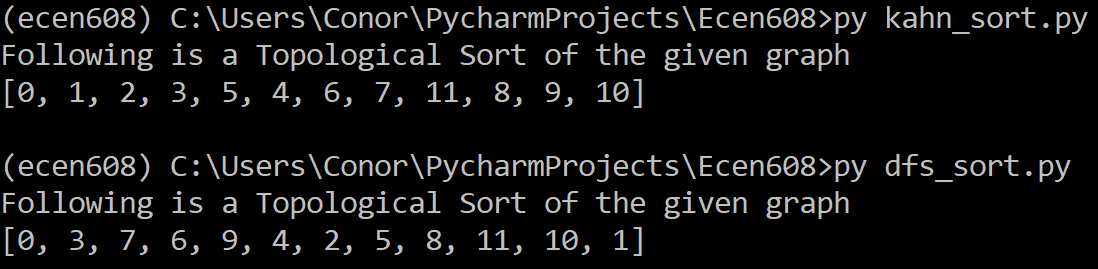 (ecen608) C:\Users\Conor\PycharmProjects\Ecen608>py kahn_sort.py
Following is a Topological Sort of the given graph
[0, 1, 2, 3, 5, 4, 6, 7, 11, 8, 9, 10]
(ecen608) C:\Users\Conor\PycharmProjects\Ecen608>py dfs_sort.py
Following is a Topological Sort of the given graph
[0, 3, 7, 6, 9, 4, 2, 5, 8, 11, 10, 1]